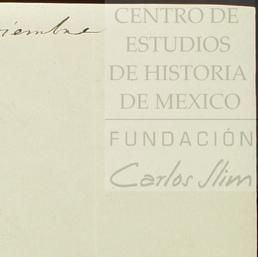 CENTRO DE
ESTUDIOS
DE HISTORIA
DE MEXICO
FUNDACIÓN
Carlos Slim